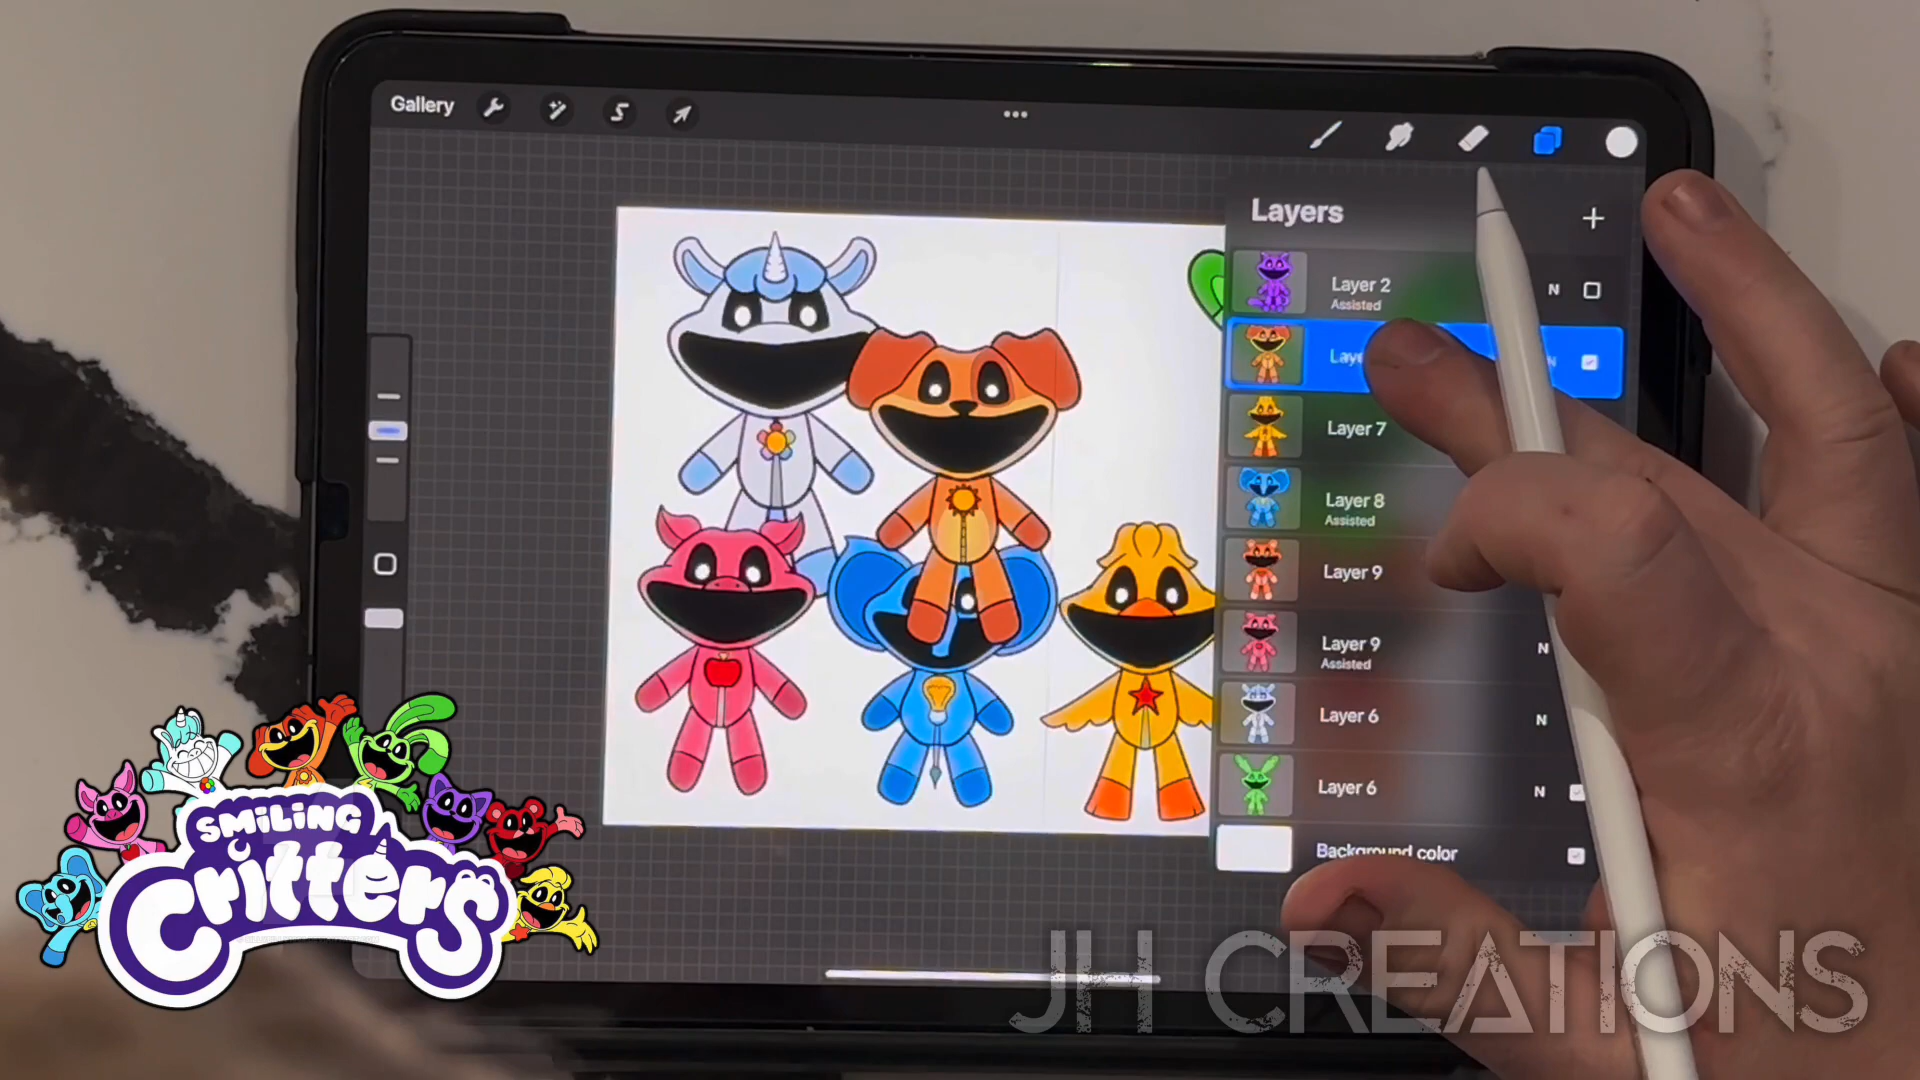 Gallery
Layers
Layer 2
N
Assisted
Laye
N
Layer 7
Layer 8
Assisted
Layer 9
Layer 9
N
Assisted
Layer 6
N
Layer 6
N
Background color
SMiLiNG
Critters
JH CREATIONS